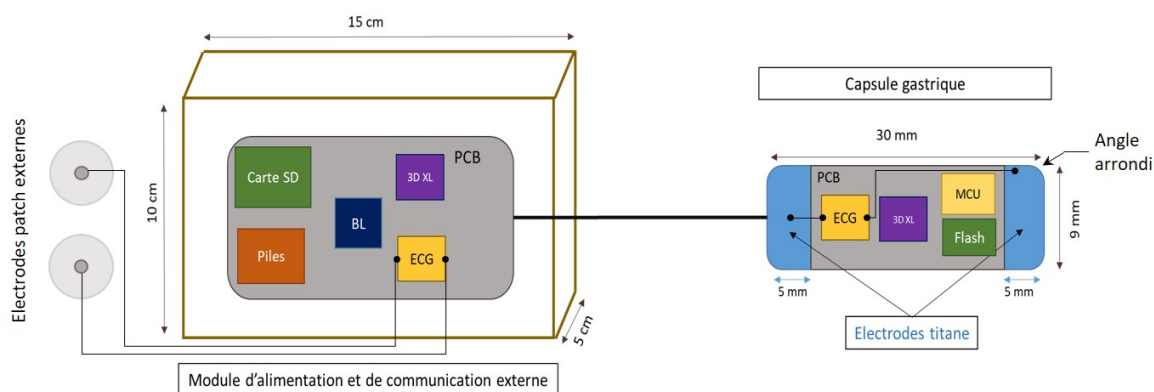 15 cm
Capsule gastrique
30 mm
Angle
arrondi
Electrodes patch externes
10 cm
PCB
Carte SD
3D XL
BL
Piles
ECG
5 cm
PCB
ECG
3D XL
MCU
Flash
9 mm
5 mm
5 mm
Electrodes titane
Module d'alimentation et de communication externe